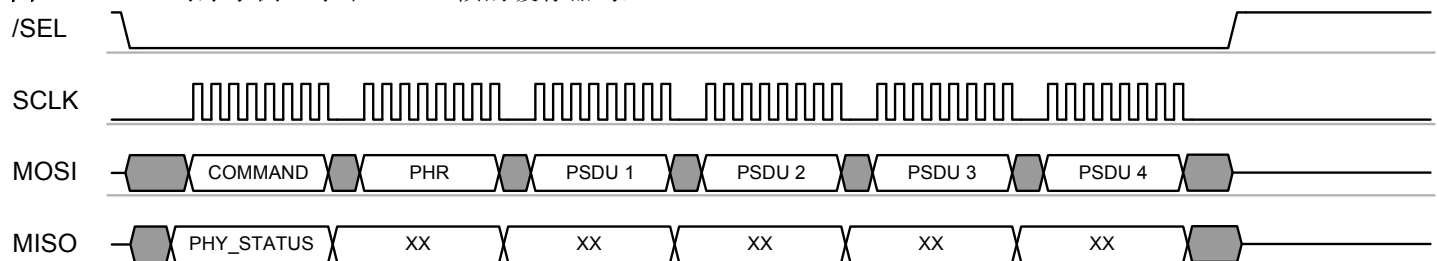 /SEL
SCLK
MOSI COMMAND PHR PSDU 1 PSDU 2 PSDU 3 PSDU 4
MISO PHY_STATUS XX XX XX XX XX